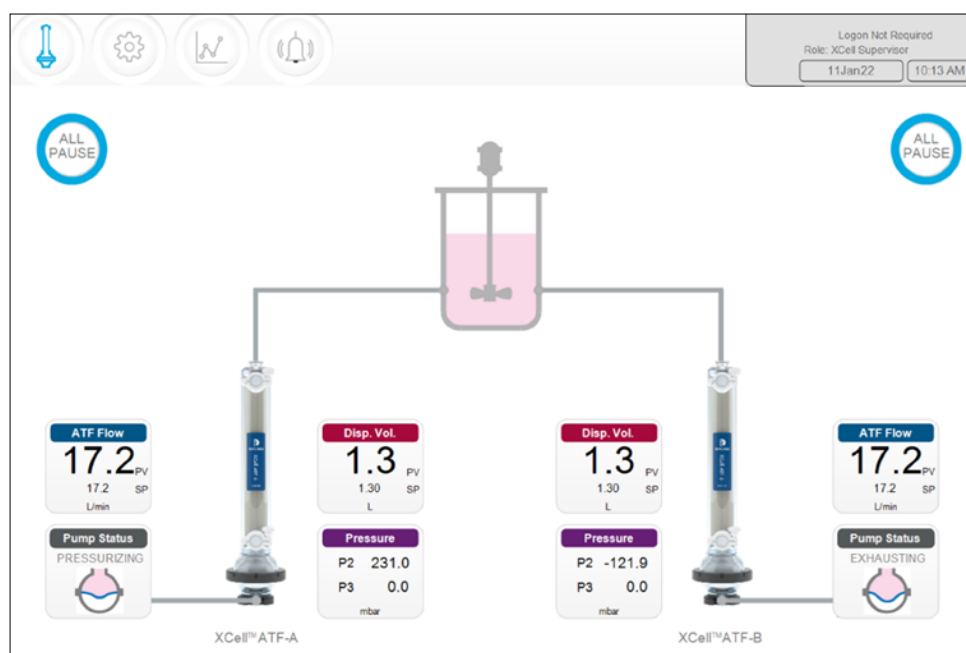 Logon Not Required
Role: XCell Supervisor
11Jan22
10:13 AM
ALL
PAUSE
ALL
PAUSE
ATF Flow
17.2 PV
17.2 SP
L/min
Pump Status
PRESSURIZING
Disp. Vol.
1.3 PV
1.30 SP
L
Pressure
P2 231.0
P3 0.0
mbar
XCell™ATF-A
Disp. Vol.
1.3 PV
1.30 SP
L
Pressure
P2 -121.9
P3 0.0
mbar
ATF Flow
17.2 PV
17.2 SP
L/min
Pump Status
EXHAUSTING
XCell™ATF-B